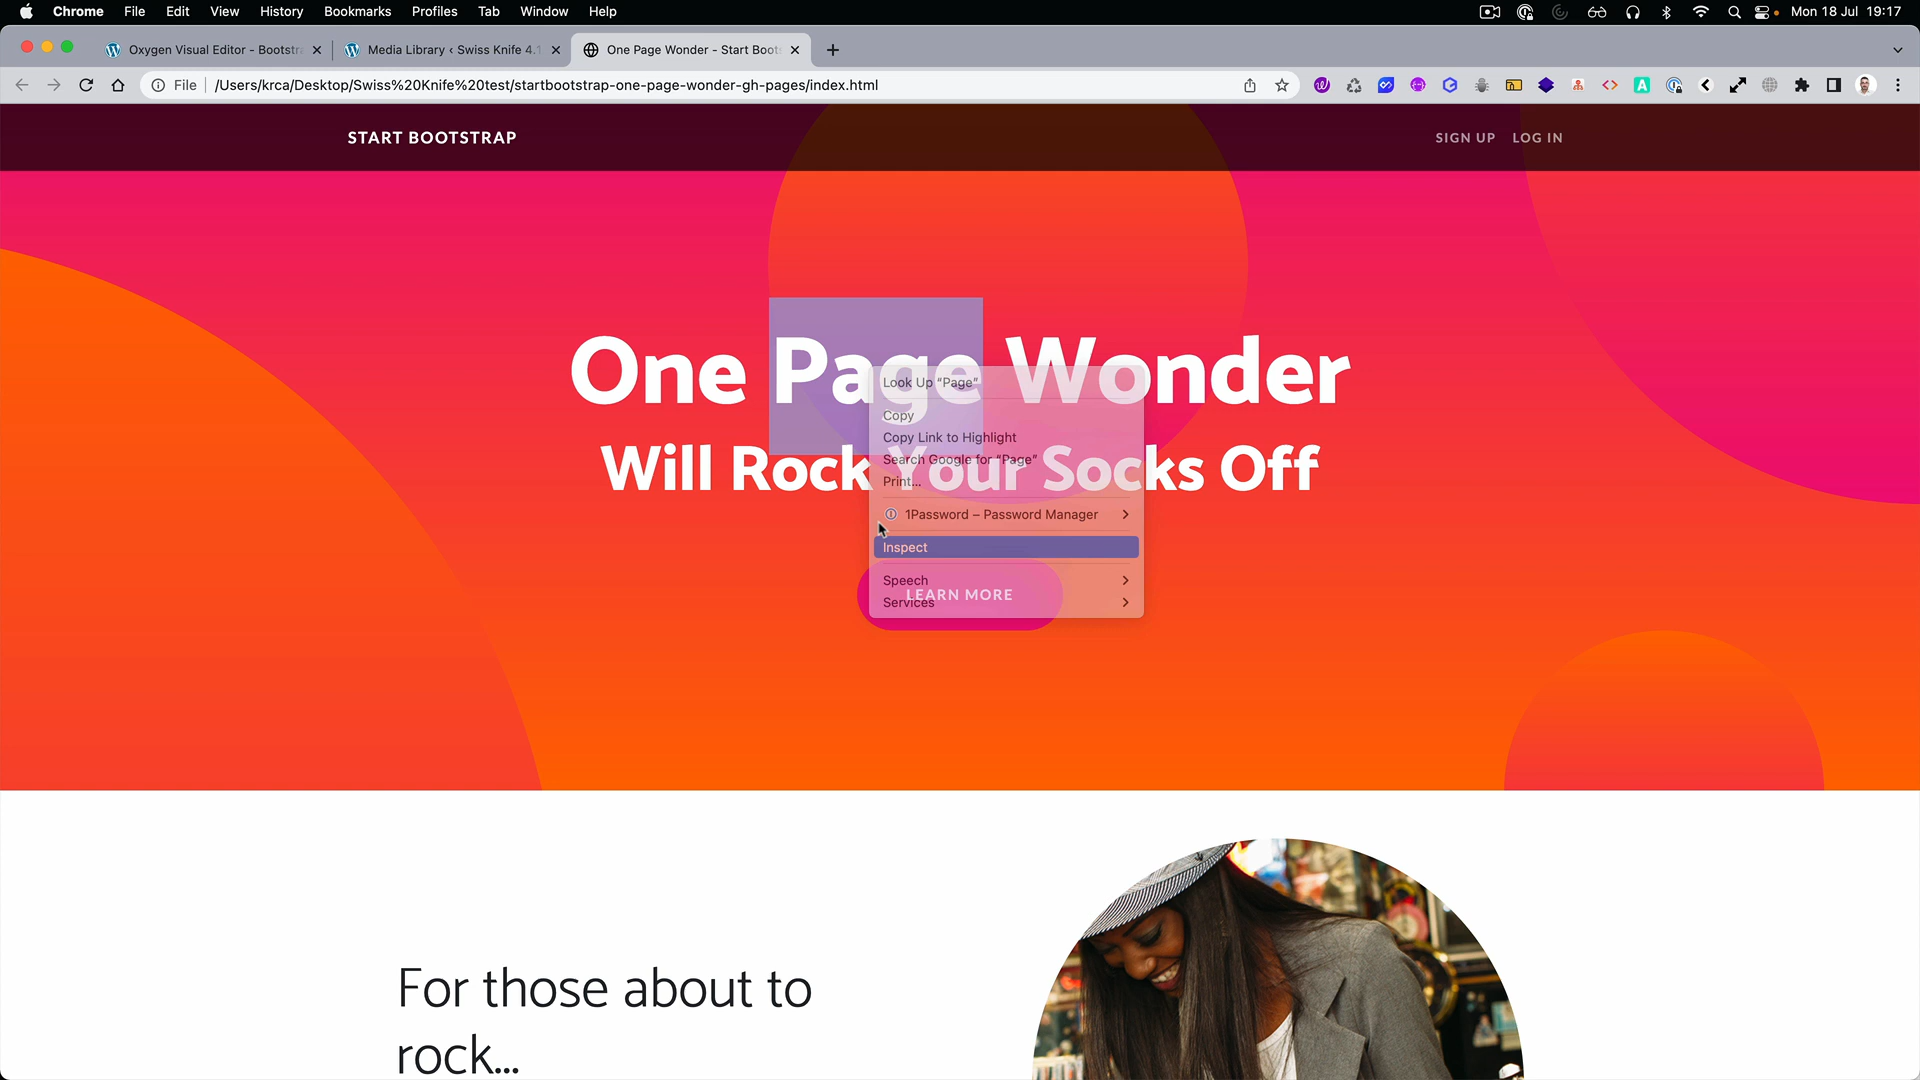 Chrome File Edit View History Bookmarks Profiles Tab Window Help Mon 18 Jul 19:17
Oxygen Visual Editor - Bootstra Media Library ‹ Swiss Knife 4.1 One Page Wonder - Start Boot
File /Users/krca/Desktop/Swiss%20Knife%20test/startbootstrap-one-page-wonder-gh-pages/index.html
START BOOTSTRAP SIGN UP LOG IN
One Page Wonder
Will Rock Your Socks Off
Look Up “Page”
Copy
Copy Link to Highlight
Search Google for “Page”
Print...
1Password – Password Manager
Inspect
Speech
Services
LEARN MORE
For those about to
rock...